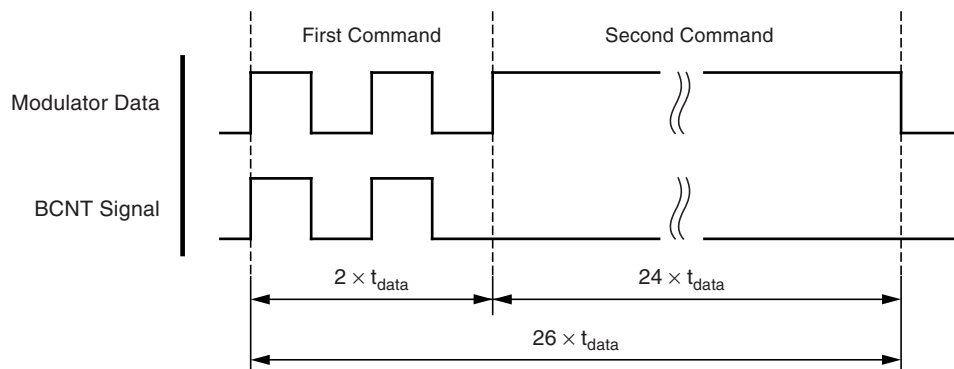 First Command
Second Command
Modulator Data
BCNT Signal
2 × tdata
24 × tdata
26 × tdata